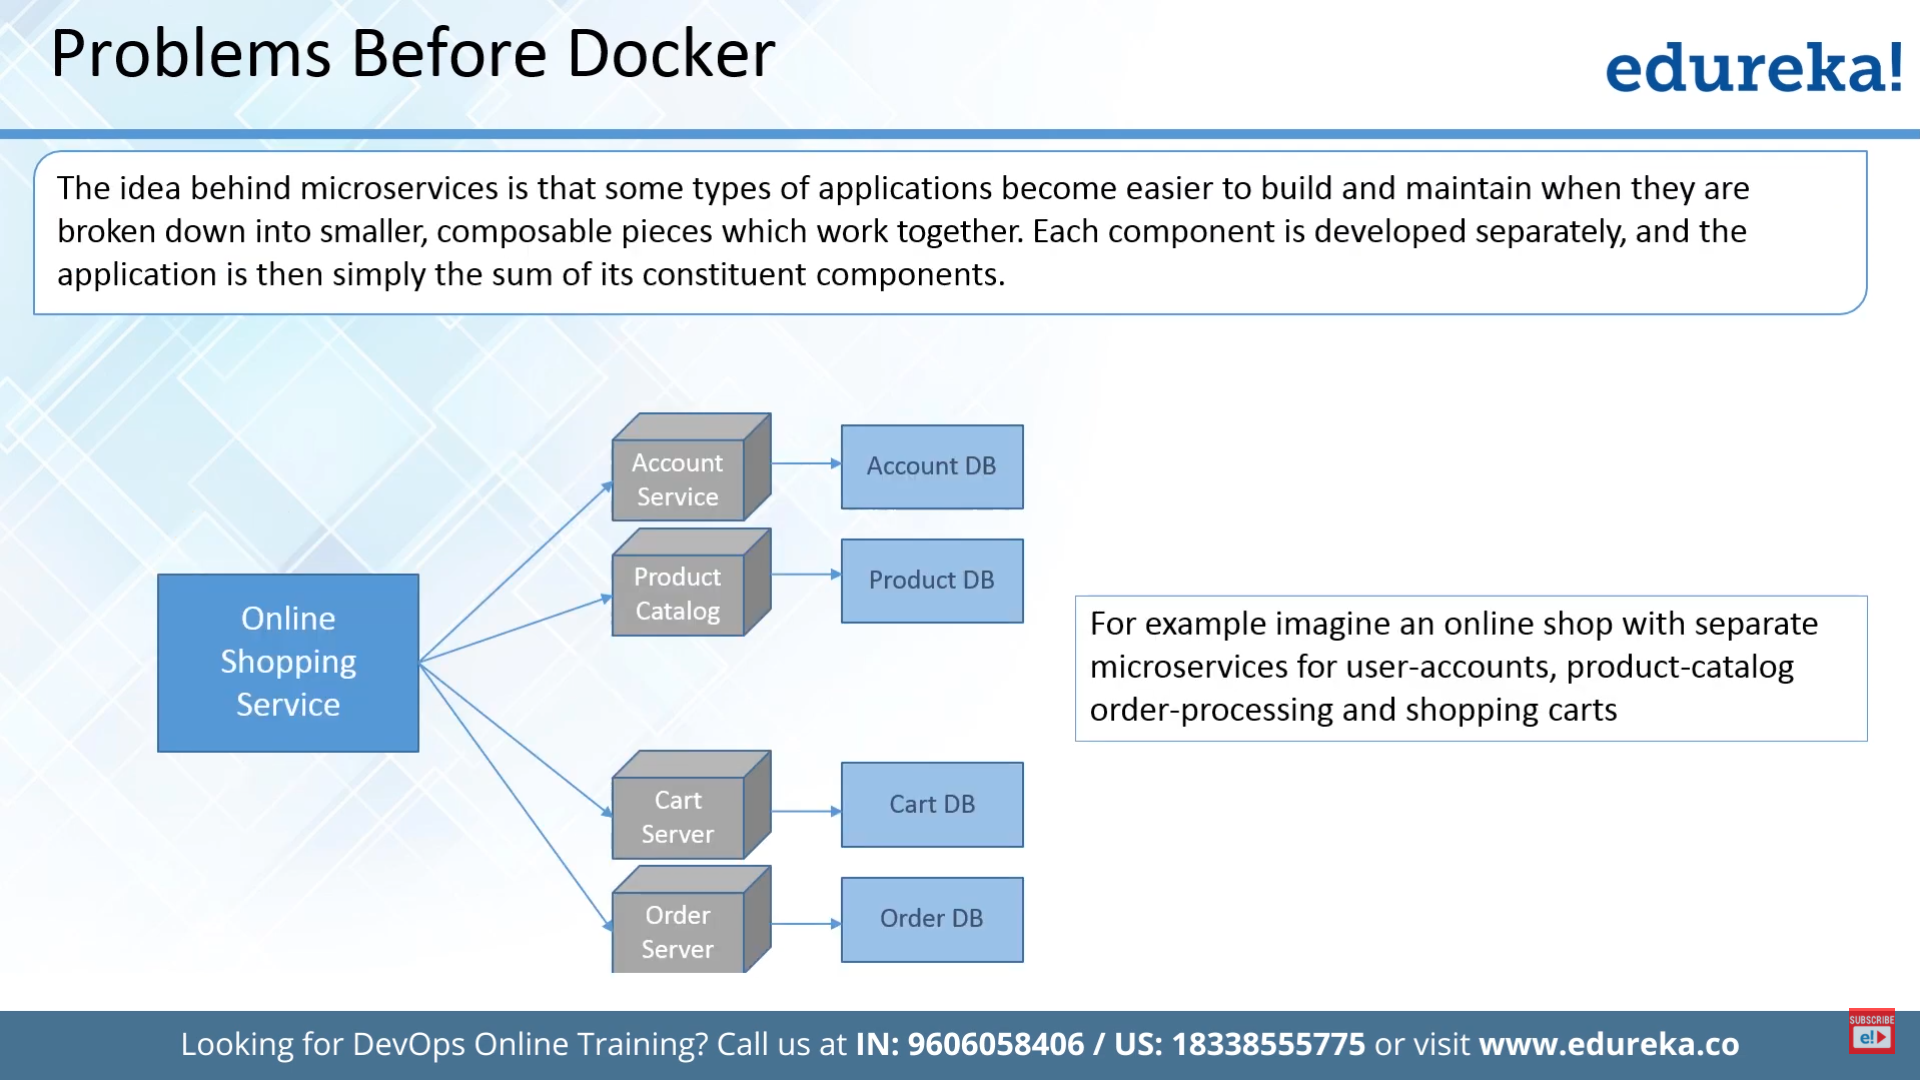 Problems Before Docker
edureka!
The idea behind microservices is that some types of applications become easier to build and maintain when they are
broken down into smaller, composable pieces which work together. Each component is developed separately, and the
application is then simply the sum of its constituent components.
Account
Service
Account DB
Product
Catalog
Product DB
Online
Shopping
Service
For example imagine an online shop with separate
microservices for user-accounts, product-catalog
order-processing and shopping carts
Cart
Server
Cart DB
Order
Server
Order DB
Looking for DevOps Online Training? Call us at IN: 9606058406 / US: 18338555775 or visit www.edureka.co
SUBSCRIBE
e!